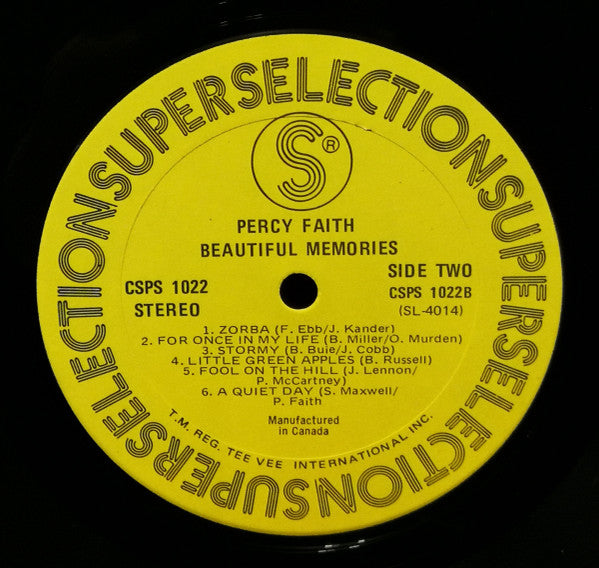 SUPERSELECTIONSUPERSELECTIONSUPERSELECTION
S®
PERCY FAITH
BEAUTIFUL MEMORIES
CSPS 1022
STEREO
SIDE TWO
CSPS 1022B
(SL-4014)
1. ZORBA (F. Ebb/J. Kander)
2. FOR ONCE IN MY LIFE (B. Miller/O. Murden)
3. STORMY (B. Buie/J. Cobb)
4. LITTLE GREEN APPLES (B. Russell)
5. FOOL ON THE HILL (J. Lennon/
P. McCartney)
6. A QUIET DAY (S. Maxwell/
P. Faith
Manufactured
in Canada
T.M. REG. TEE VEE INTERNATIONAL INC.